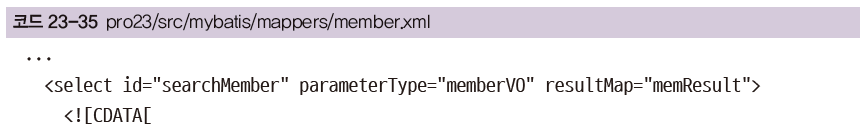 코드 23-35 pro23/src/mybatis/mappers/member.xml
...
<select id="searchMember" parameterType="memberVO" resultMap="memResult">
<![CDATA[